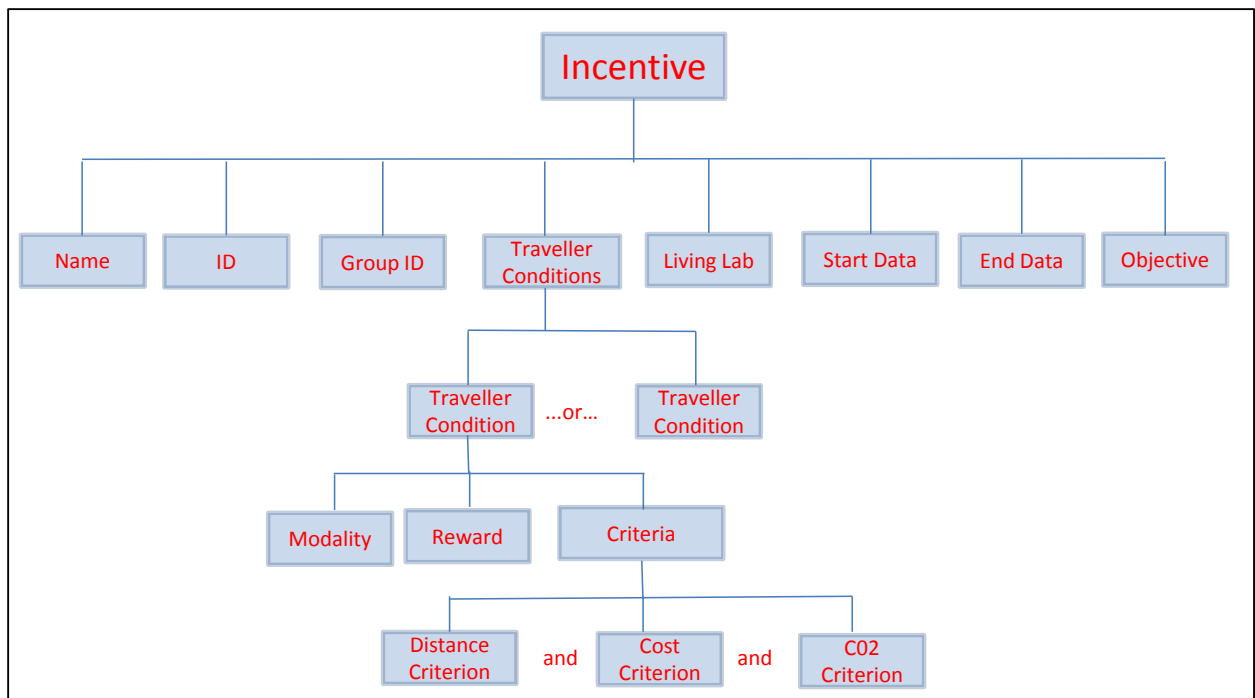 Incentive
Name
ID
Group ID
Traveller
Conditions
Living Lab
Start Data
End Data
Objective
Traveller
Condition
...or...
Traveller
Condition
Modality
Reward
Criteria
Distance
Criterion
and
Cost
Criterion
and
C02
Criterion